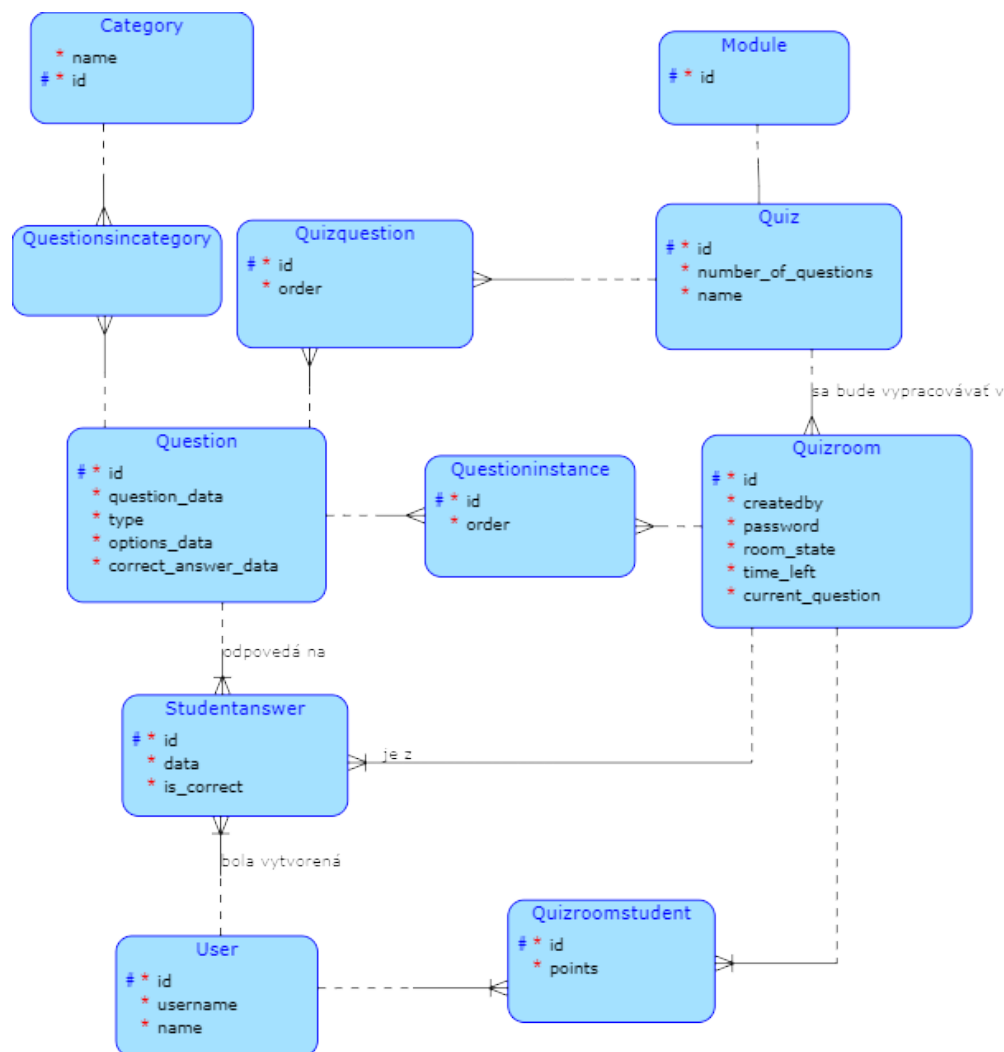 Category
* name
# * id
Module
# * id
Questionsincategory
Quizquestion
# * id
* order
Quiz
# * id
* number_of_questions
* name
sa bude vypracovávať v
Question
# * id
* question_data
* type
* options_data
* correct_answer_data
Questioninstance
# * id
* order
Quizroom
# * id
* createdby
* password
* room_state
* time_left
* current_question
odpovedá na
Studentanswer
# * id
* data
* is_correct
je z
bola vytvorená
Quizroomstudent
# * id
* points
User
# * id
* username
* name